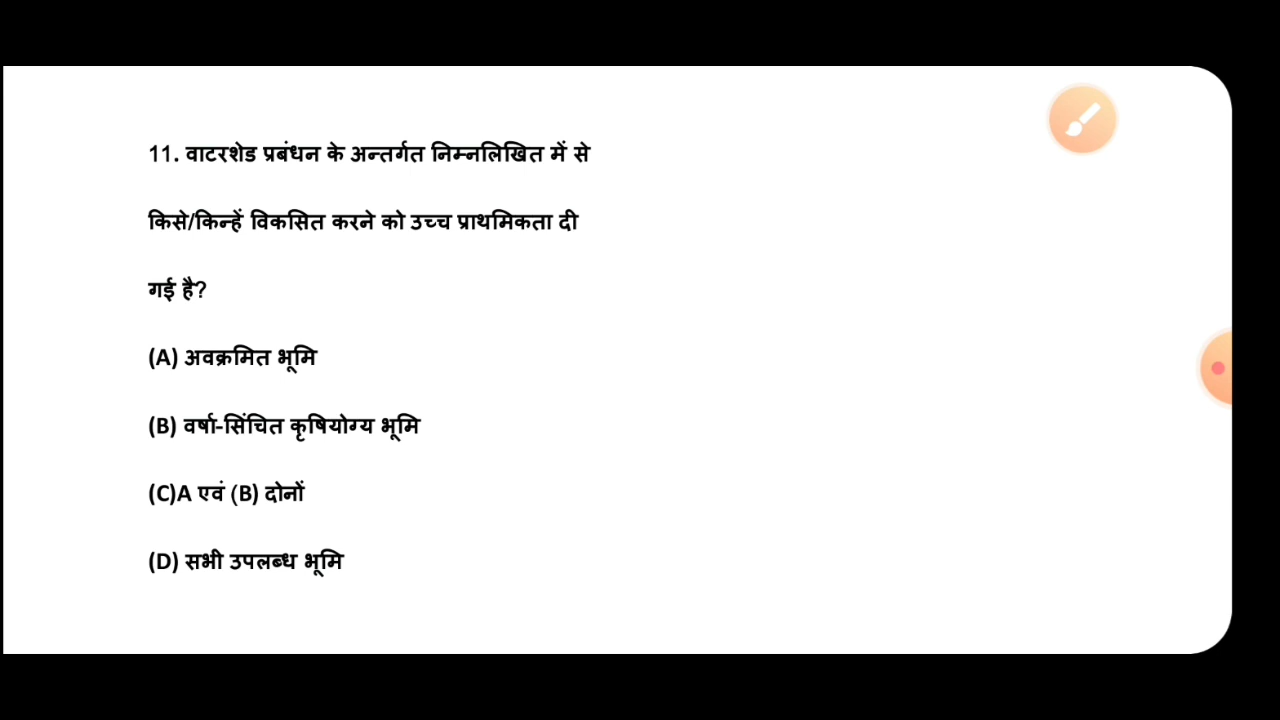 11. वाटरशेड प्रबंधन के अन्तर्गत निम्नलिखित में से
किसे/किन्हें विकसित करने को उच्च प्राथमिकता दी
गई है?
(A) अवक्रमित भूमि
(B) वर्षा-सिंचित कृषियोग्य भूमि
(C)A एवं (B) दोनों
(D) सभी उपलब्ध भूमि